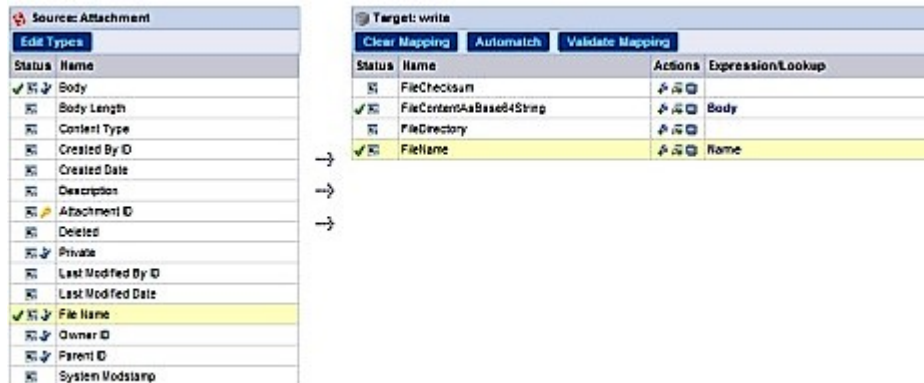 Source: Attachment
Edit Types
Status Name
Body
Body Length
Content Type
Created By ID
Created Date
Description
Attachment ID
Deleted
Private
Last Modified By ID
Last Modified Date
File Name
Owner ID
Parent ID
System Modstamp
Target: write
Clear Mapping Automatch Validate Mapping
Status Name Actions Expression/Lookup
FileChecksum
FileContentAsBase64String Body
FileDirectory
FileName Name